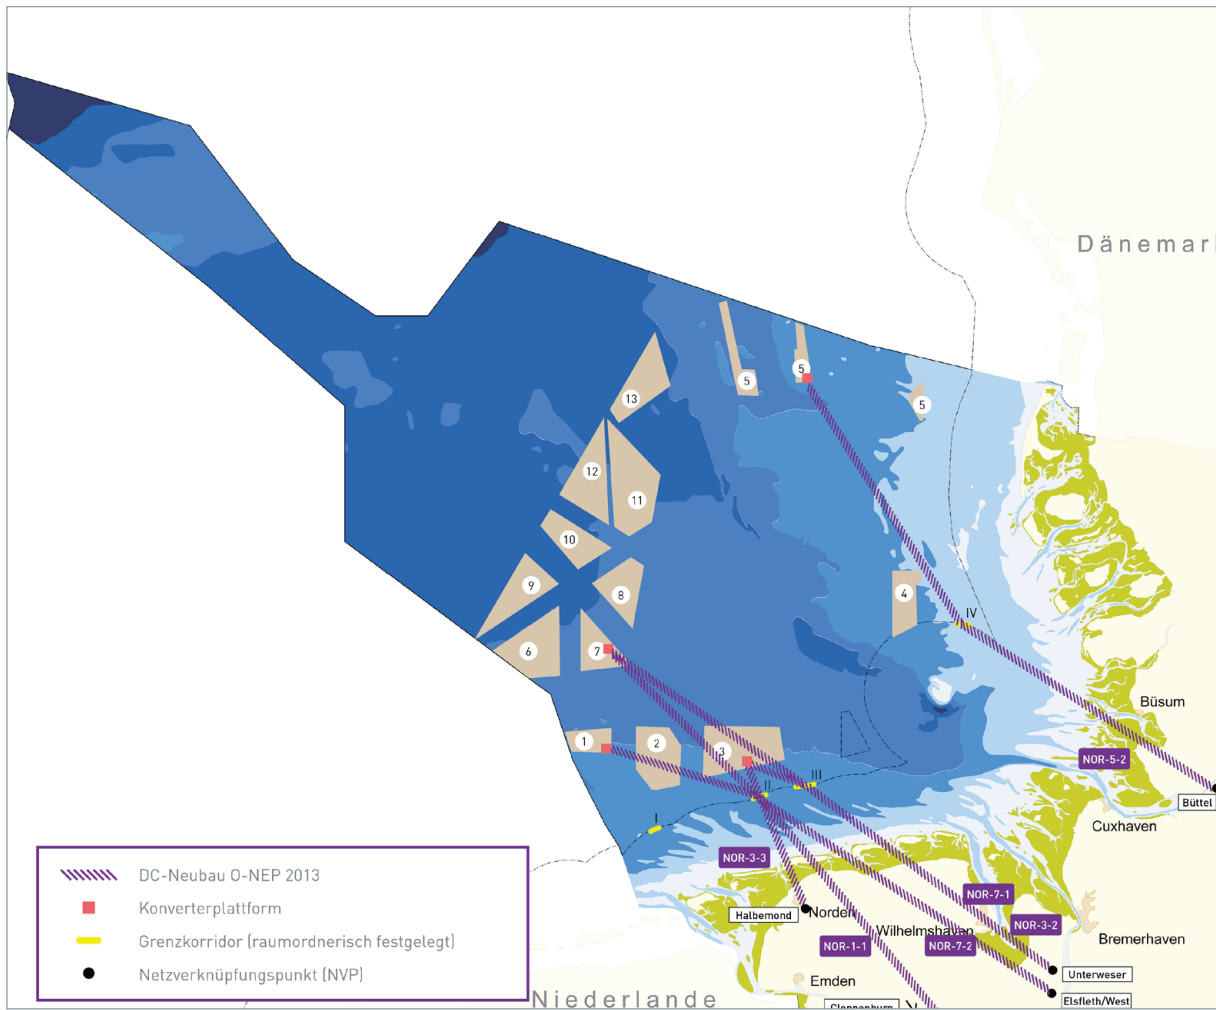 Dänemar
13
5
5
5
12
11
10
9
8
4
IV
6
7
1
2
3
Büsum
NOR-5-2
III
II
Büttel
I
Cuxhaven
NOR-3-3
DC-Neubau O-NEP 2013
Konverterplattform
Grenzkorridor (raumordnerisch festgelegt)
Netzverknüpfungspunkt (NVP)
NOR-7-1
Halbemond
Norden
NOR-3-2
Wilhelmshaven
Bremerhaven
NOR-1-1
NOR-7-2
Unterweser
Emden
Elsfleth/West
Niederlande